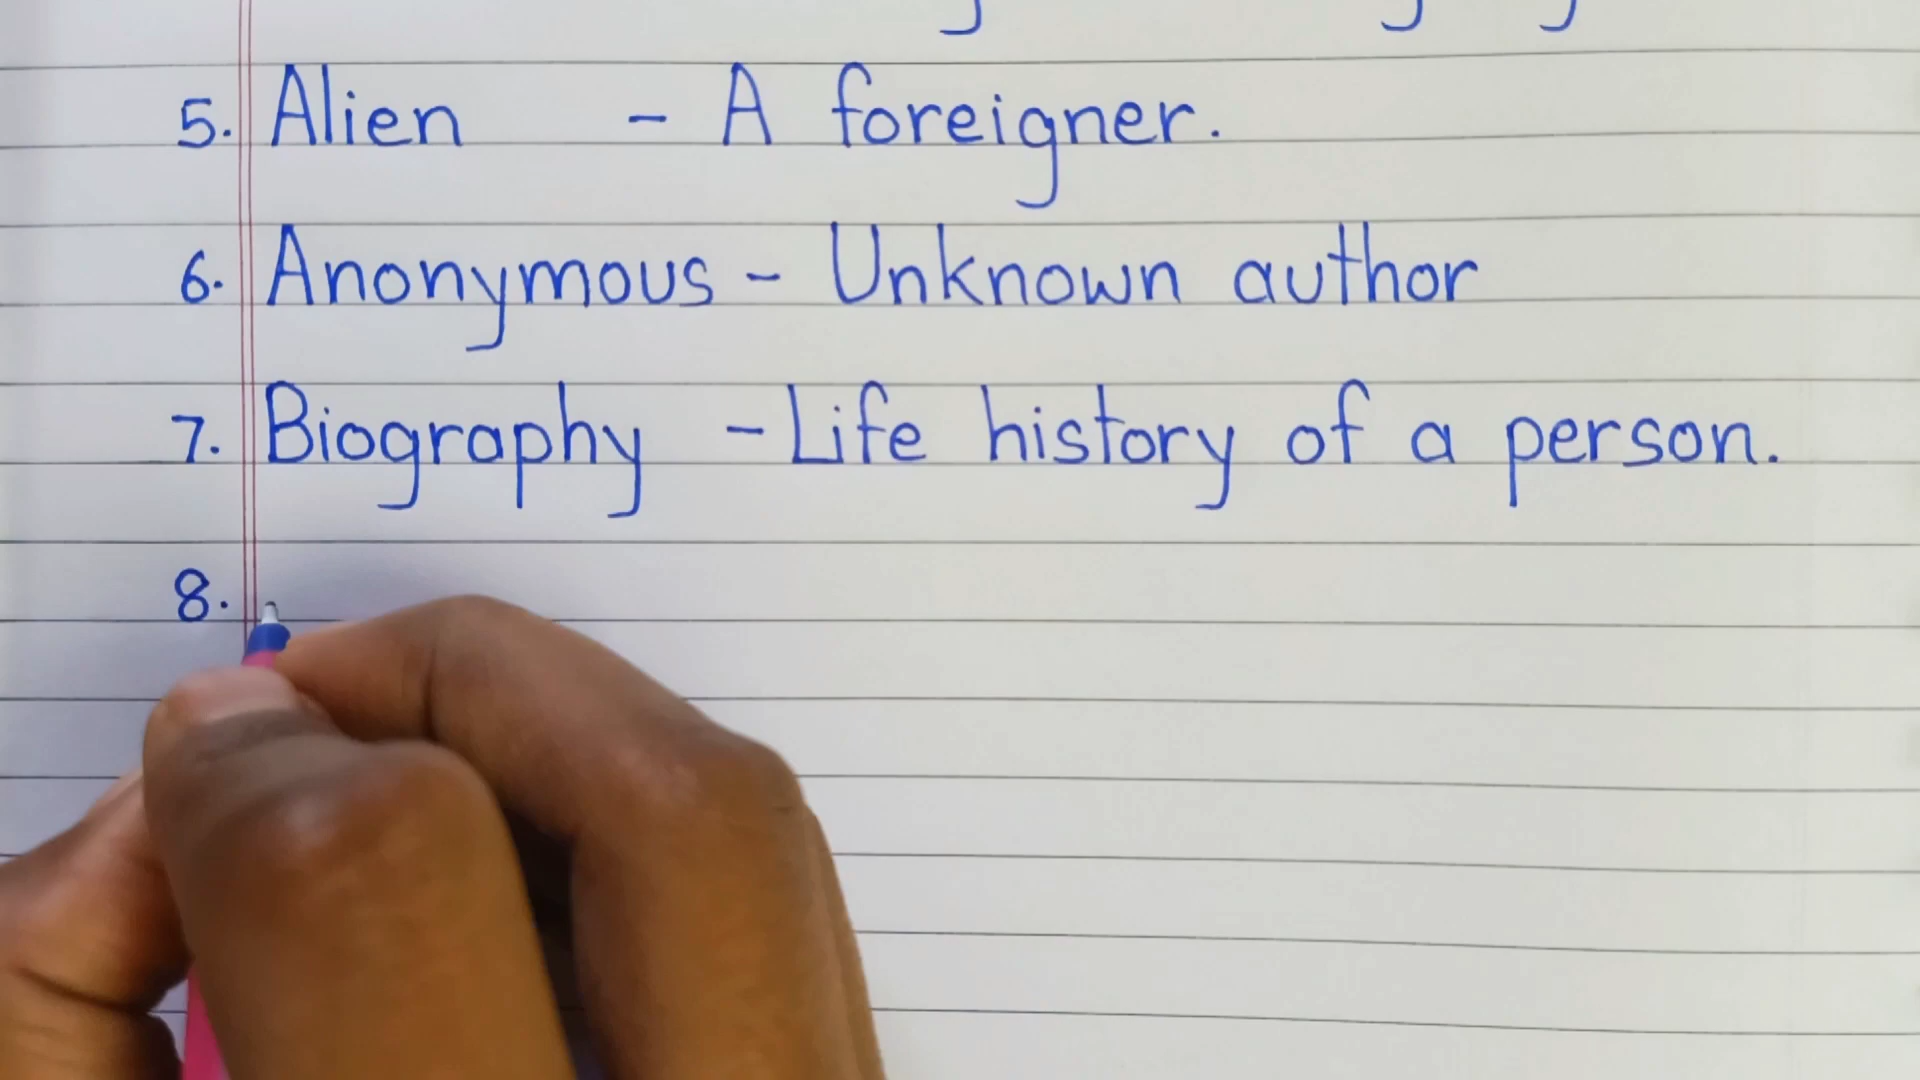 5. Alien - A foreigner.
6. Anonymous - Unknown author
7. Biography - Life history of a person.
8.